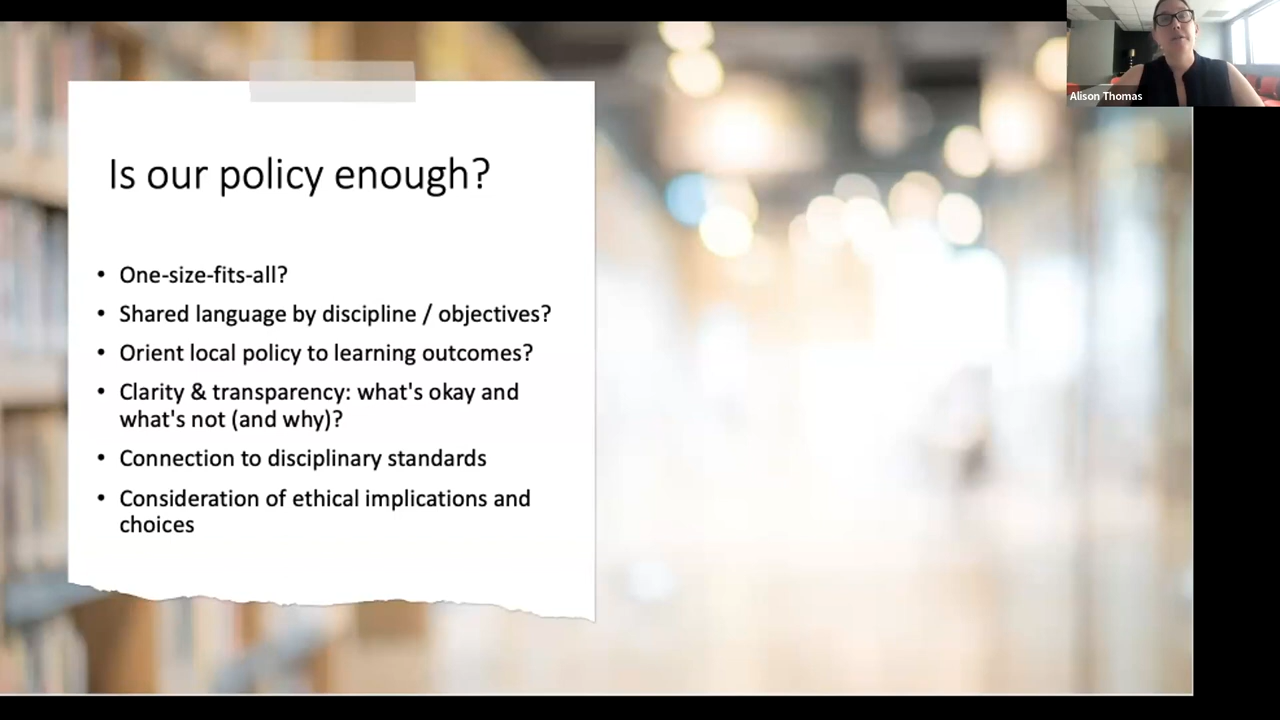 Alison Thomas
Is our policy enough?
• One-size-fits-all?
• Shared language by discipline / objectives?
• Orient local policy to learning outcomes?
• Clarity & transparency: what's okay and
what's not (and why)?
• Connection to disciplinary standards
• Consideration of ethical implications and
choices